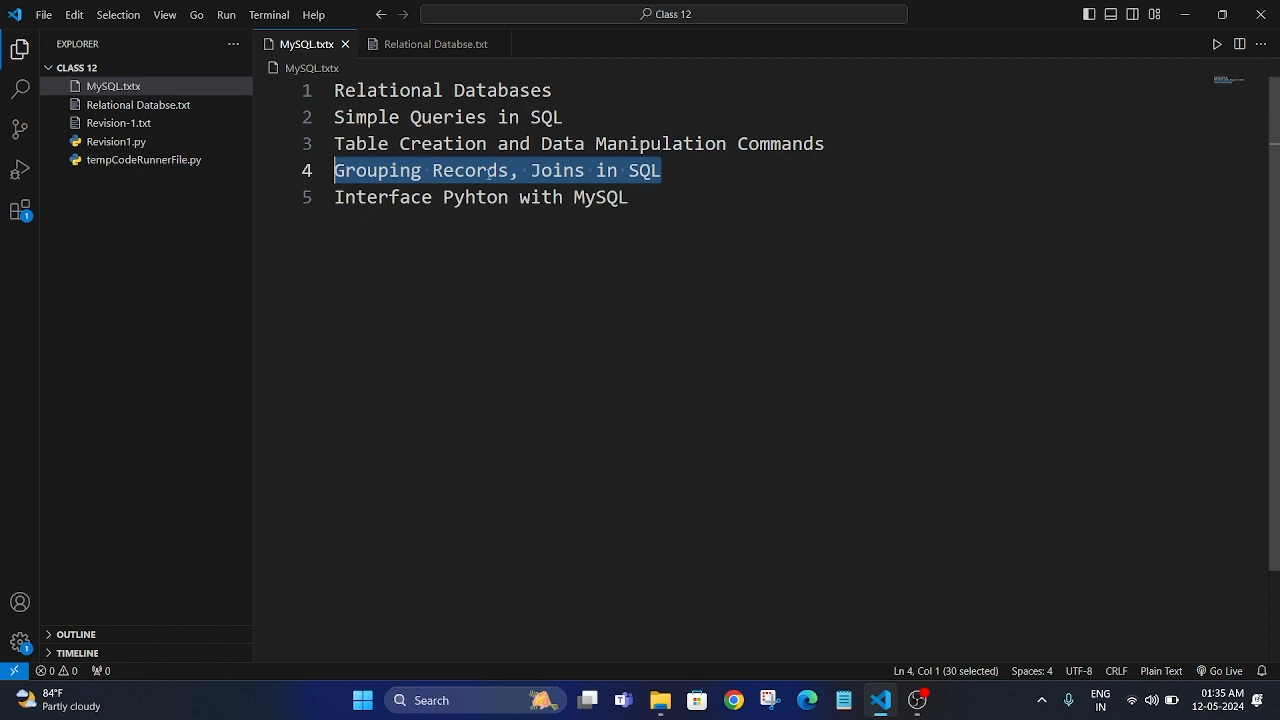 File Edit Selection View Go Run Terminal Help
Class 12
EXPLORER
CLASS 12
MySQL.txtx
Relational Databse.txt
Revision-1.txt
Revision1.py
tempCodeRunnerFile.py
OUTLINE
TIMELINE
MySQL.txtx
Relational Databse.txt
MySQL.txtx
1 Relational Databases
2 Simple Queries in SQL
3 Table Creation and Data Manipulation Commands
4 Grouping Records, Joins in SQL
5 Interface Pyhton with MySQL
1
1
0 0 0
Ln 4, Col 1 (30 selected) Spaces: 4 UTF-8 CRLF Plain Text Go Live
84°F
Partly cloudy
Search
ENG
IN
01:35 AM
12-05-2024